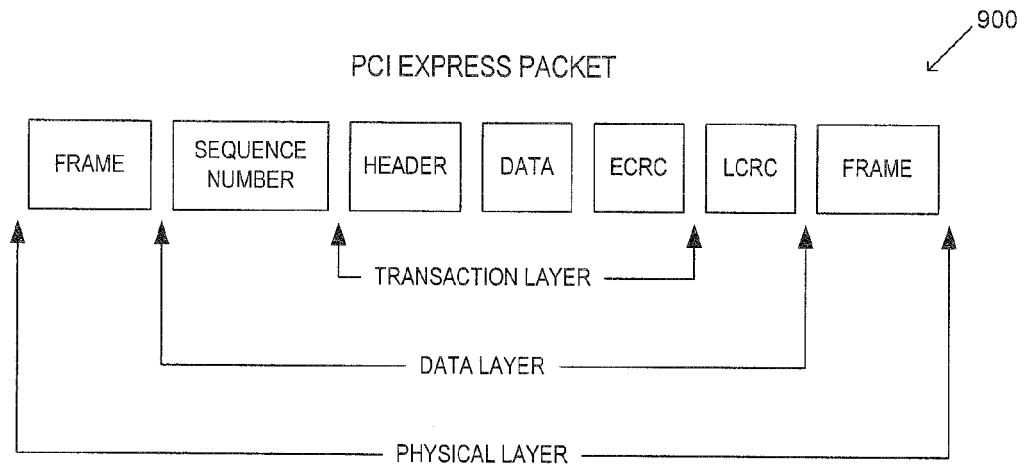 900
PCI EXPRESS PACKET
FRAME
SEQUENCE
NUMBER
HEADER
DATA
ECRC
LCRC
FRAME
TRANSACTION LAYER
DATA LAYER
PHYSICAL LAYER